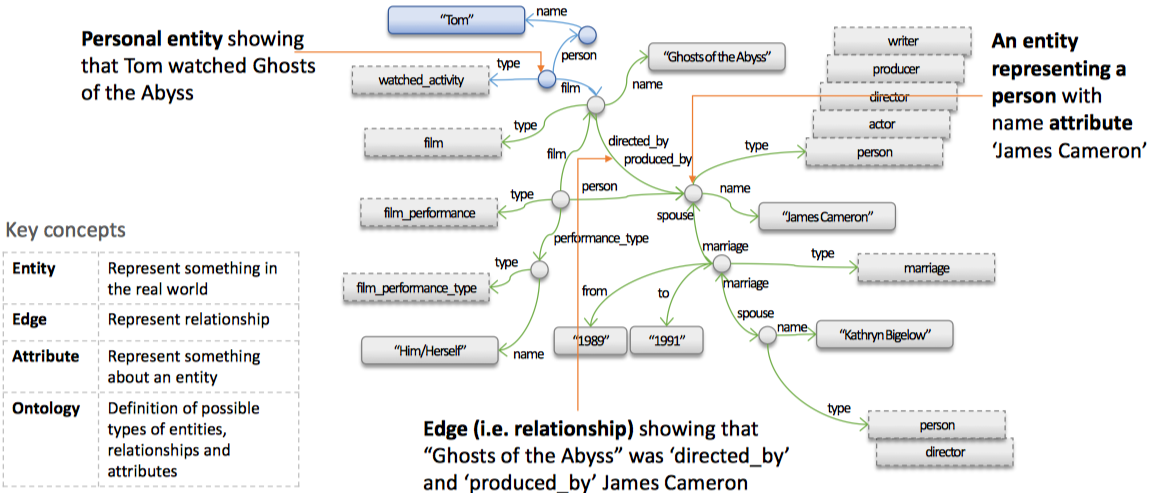 Personal entity showing
that Tom watched Ghosts
of the Abyss
"Tom"
name
person
type
watched_activity
film
"Ghosts of the Abyss"
name
type
film
film
directed_by
produced_by
writer
producer
director
actor
person
type
An entity
representing a
person with
name attribute
'James Cameron'
type
film_performance
person
name
"James Cameron"
spouse
performance_type
marriage
type
marriage
marriage
type
film_performance_type
from
to
spouse
"1989"
"1991"
name
"Kathryn Bigelow"
"Him/Herself"
name
type
person
director
Key concepts
Entity Represent something in
the real world
Edge Represent relationship
Attribute Represent something
about an entity
Ontology Definition of possible
types of entities,
relationships and
attributes
Edge (i.e. relationship) showing that
"Ghosts of the Abyss" was 'directed_by'
and 'produced_by' James Cameron